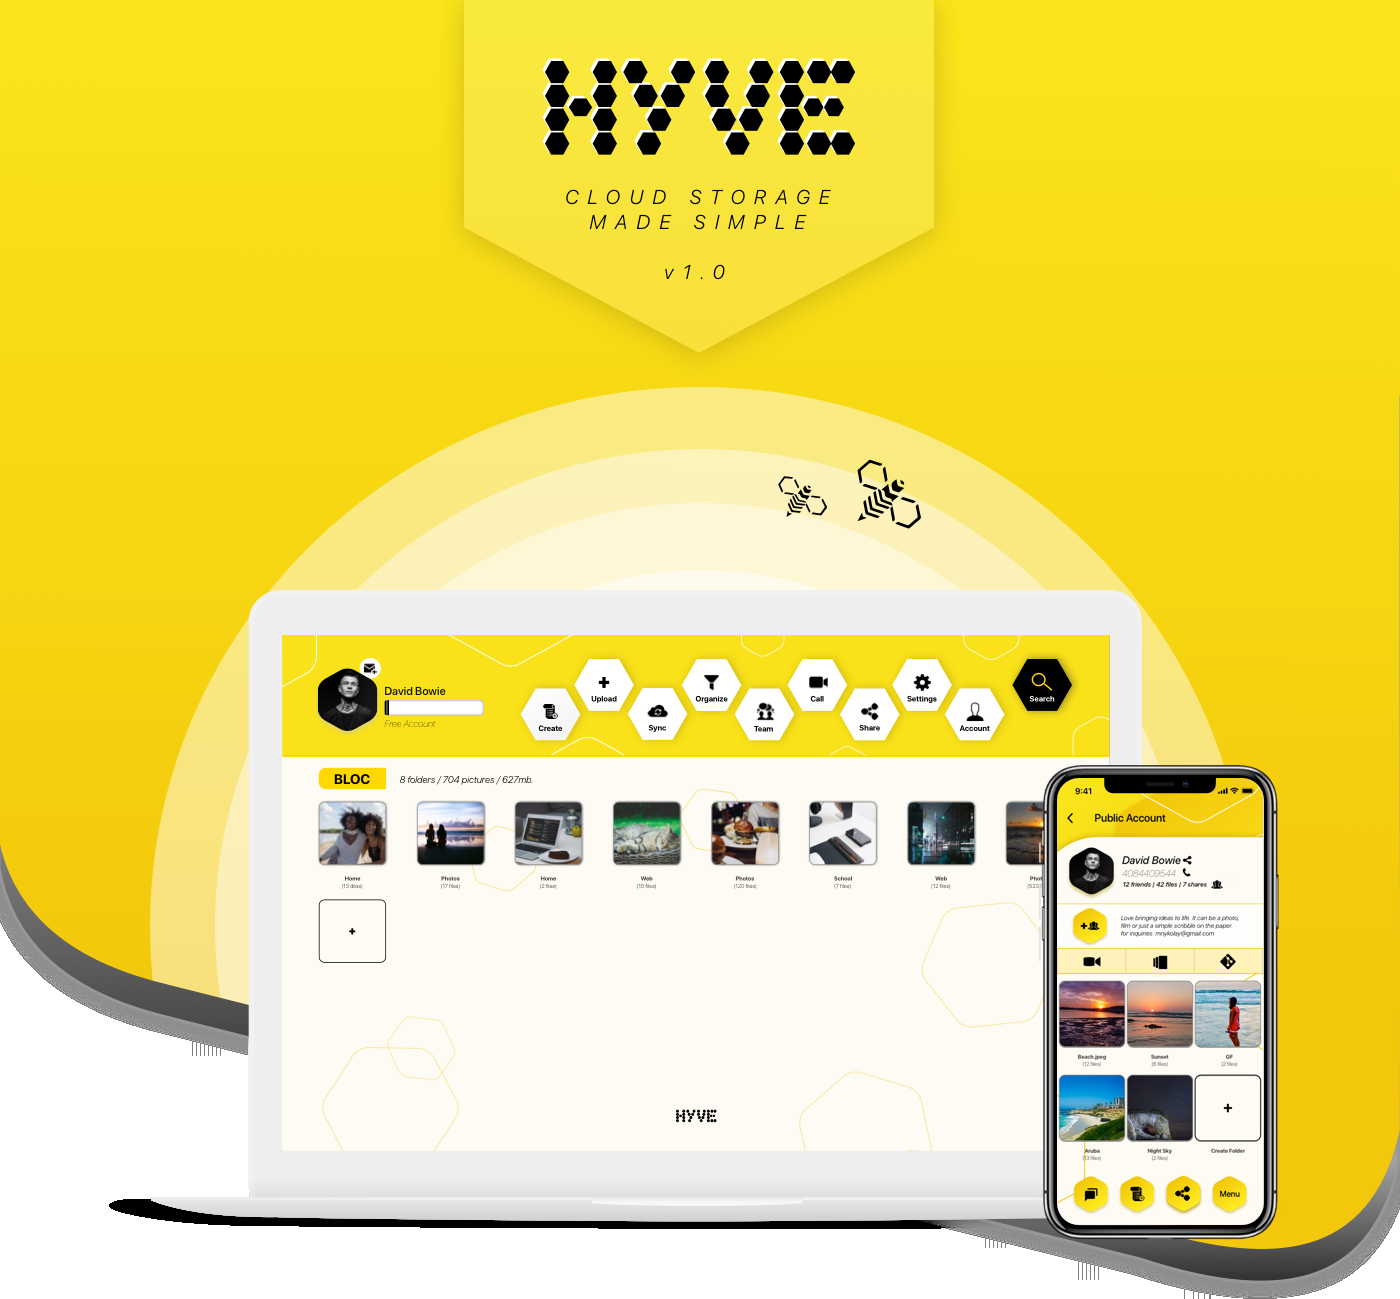 HYVE
CLOUD STORAGE
MADE SIMPLE
v1.0
David Bowie
Free Account
Create
Upload
Sync
Organize
Team
Call
Share
Settings
Account
Search
BLOC
8 folders / 704 pictures / 627mb.
Home
Photos
Home
Web
Photos
School
Web
(17 files)
(2 files)
(10 files)
(120 files)
(7 files)
(12 files)
+
HYVE
9:41
Public Account
David Bowie
4084409544
12 friends | 42 files | 7 shares
Love bringing ideas to life. It can be a photo,
film or just a simple scribble on the paper.
for inquiries: mnykolay@gmail.com
Beach.jpeg
Sunset
GF
(12 files)
(6 files)
(2 files)
+
Aruba
Night Sky
Create Folder
(13 files)
(2 files)
Menu